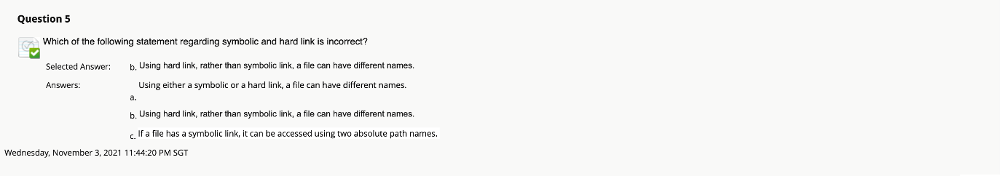 Question 5
Which of the following statement regarding symbolic and hard link is incorrect?
Selected Answer: b. Using hard link, rather than symbolic link, a file can have different names.
Answers: Using either a symbolic or a hard link, a file can have different names.
a.
b. Using hard link, rather than symbolic link, a file can have different names.
c. If a file has a symbolic link, it can be accessed using two absolute path names.
Wednesday, November 3, 2021 11:44:20 PM SGT